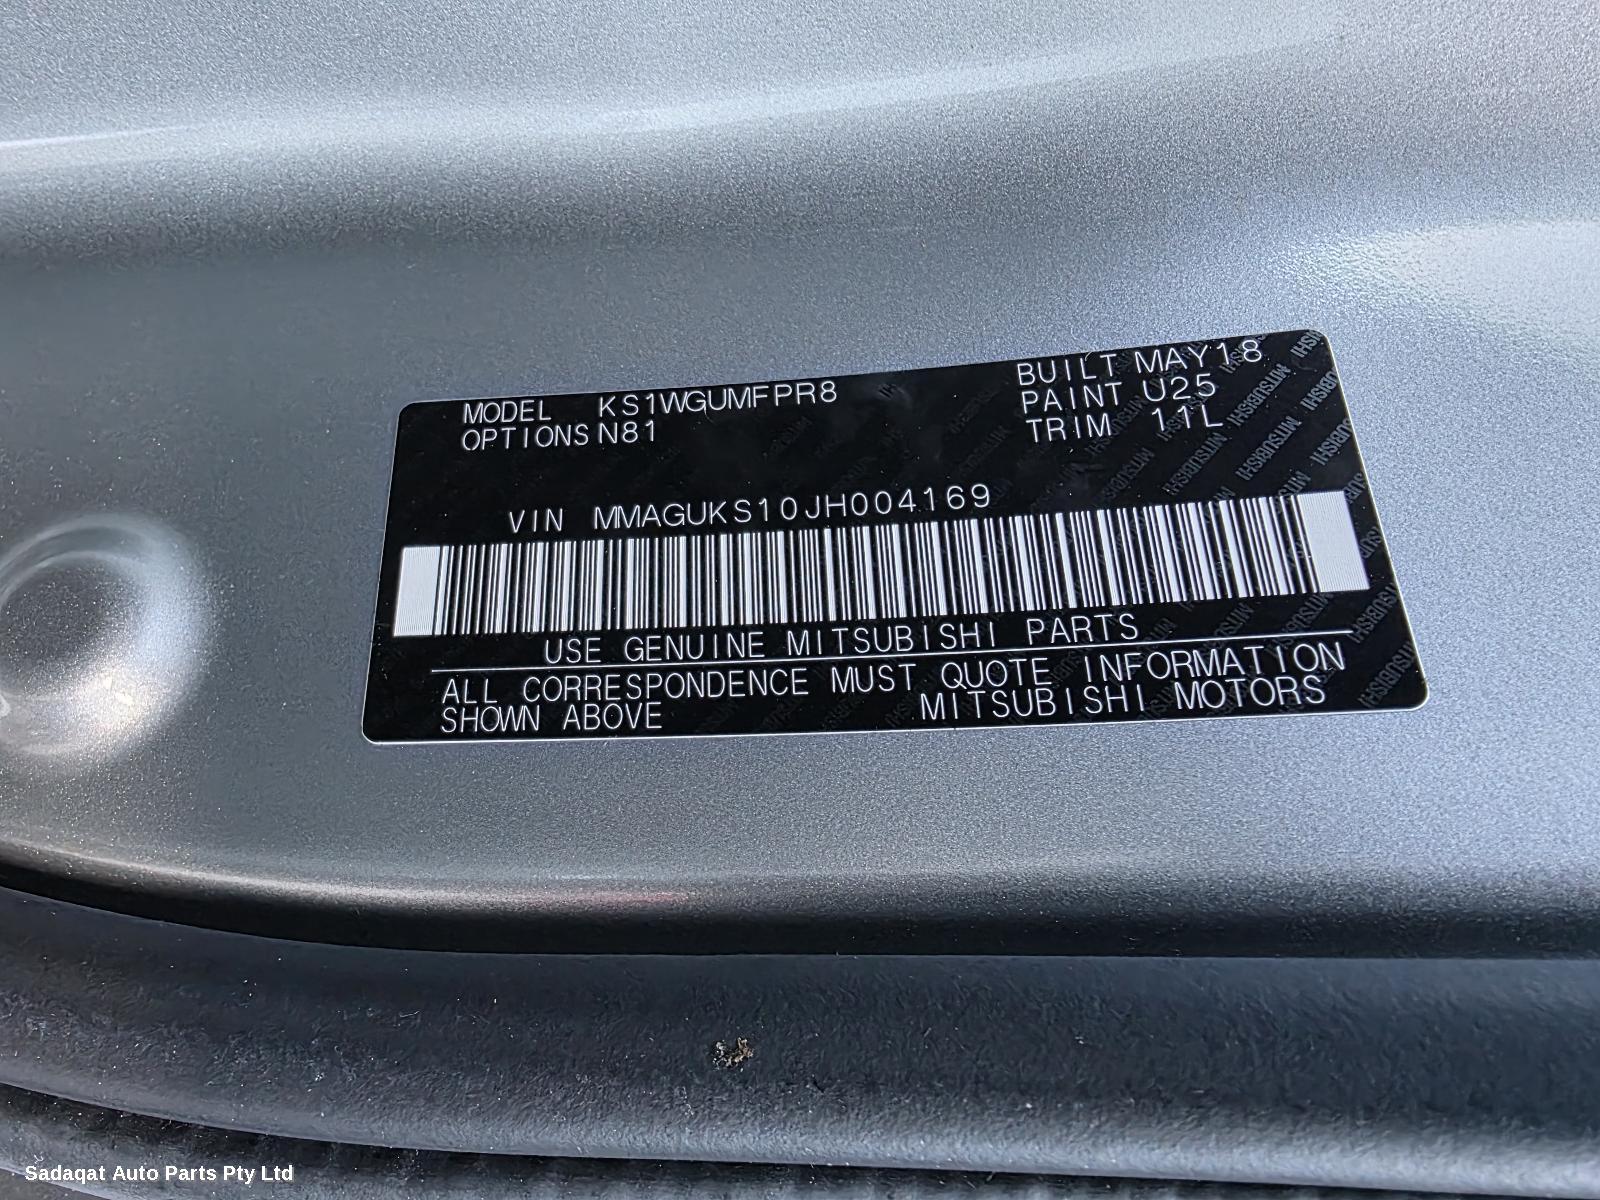 MODEL KS1WGUMFPR8
OPTIONS N81
BUILT MAY18
PAINT U25
TRIM 11L
VIN MMAGUKS10JH004169
USE GENUINE MITSUBISHI PARTS
ALL CORRESPONDENCE MUST QUOTE INFORMATION
SHOWN ABOVE MITSUBISHI MOTORS
Sadaqat Auto Parts Pty Ltd